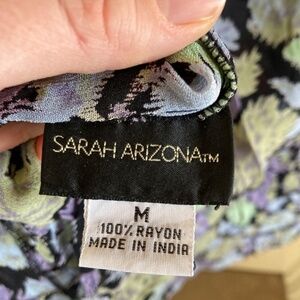 SARAH ARIZONA™
M
100% RAYON
MADE IN INDIA